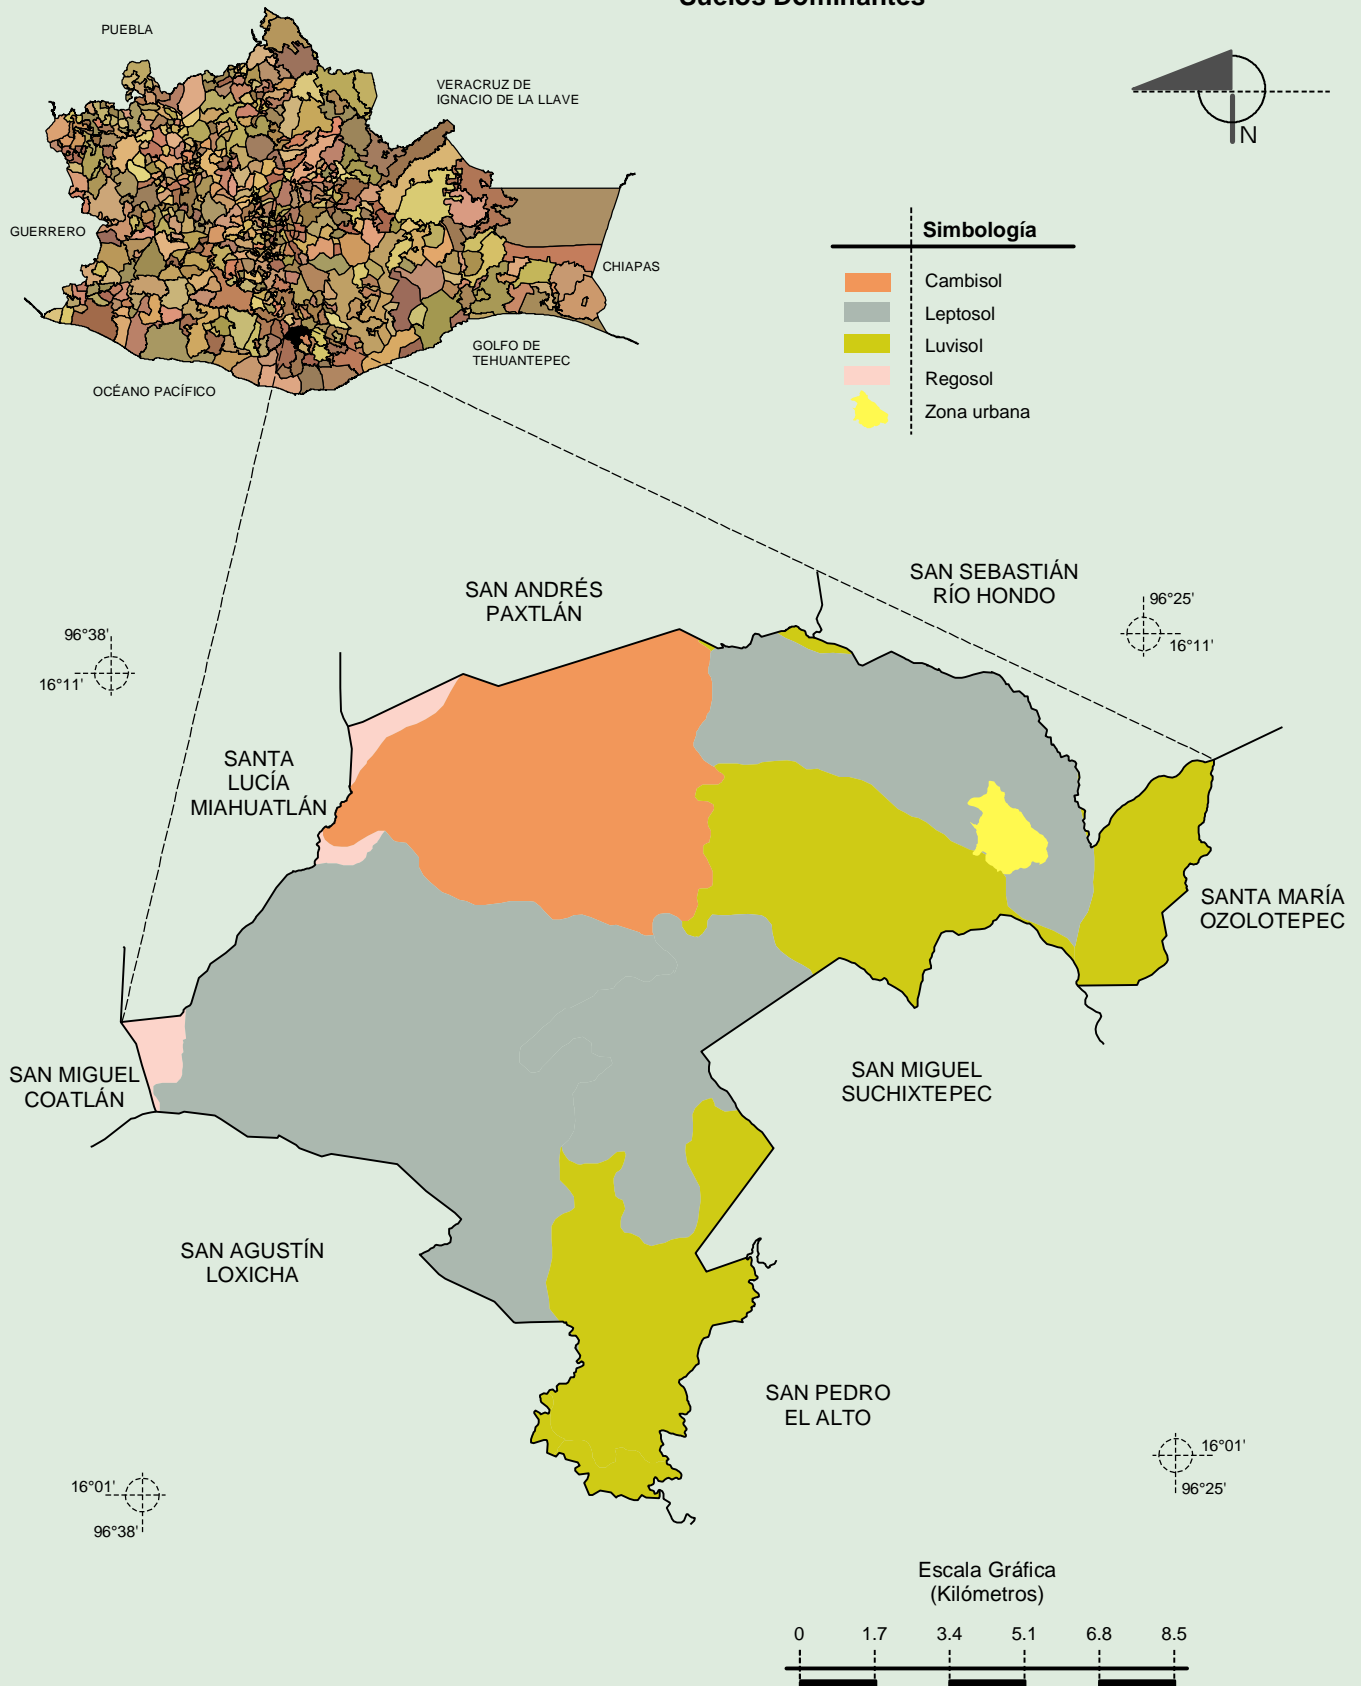 Suelos Dominantes
PUEBLA
VERACRUZ DE
IGNACIO DE LA LLAVE
GUERRERO
CHIAPAS
GOLFO DE
TEHUANTEPEC
OCÉANO PACÍFICO
N
Simbología
Cambisol
Leptosol
Luvisol
Regosol
Zona urbana
SAN ANDRÉS
PAXTLÁN
SAN SEBASTIÁN
RÍO HONDO
96°25'
16°11'
96°38'
16°11'
SANTA
LUCÍA
MIAHUATLÁN
SANTA MARÍA
OZOLOTEPEC
SAN MIGUEL
COATLÁN
SAN MIGUEL
SUCHIXTEPEC
SAN AGUSTÍN
LOXICHA
SAN PEDRO
EL ALTO
16°01'
96°25'
16°01'
96°38'
Escala Gráfica
(Kilómetros)
0 1.7 3.4 5.1 6.8 8.5